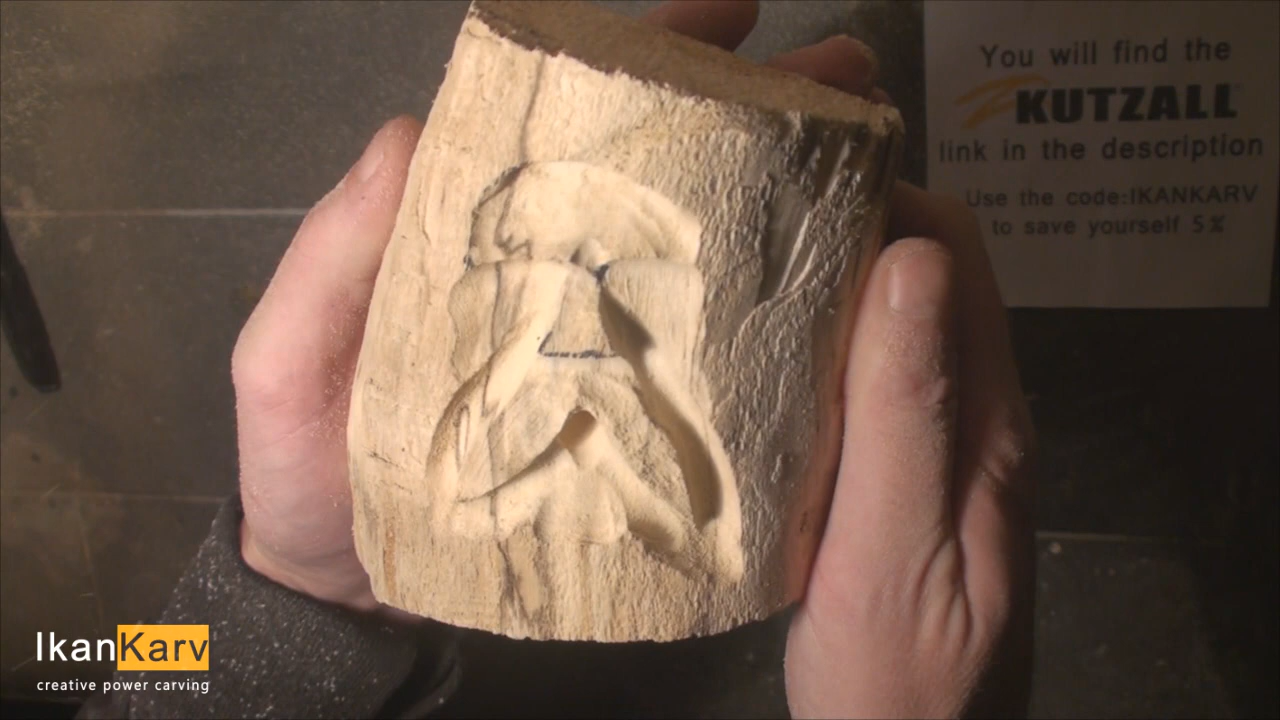 You will find the
KUTZALL
link in the description
Use the code:IKANKARV
to save yourself 5%
IkanKarv
creative power carving